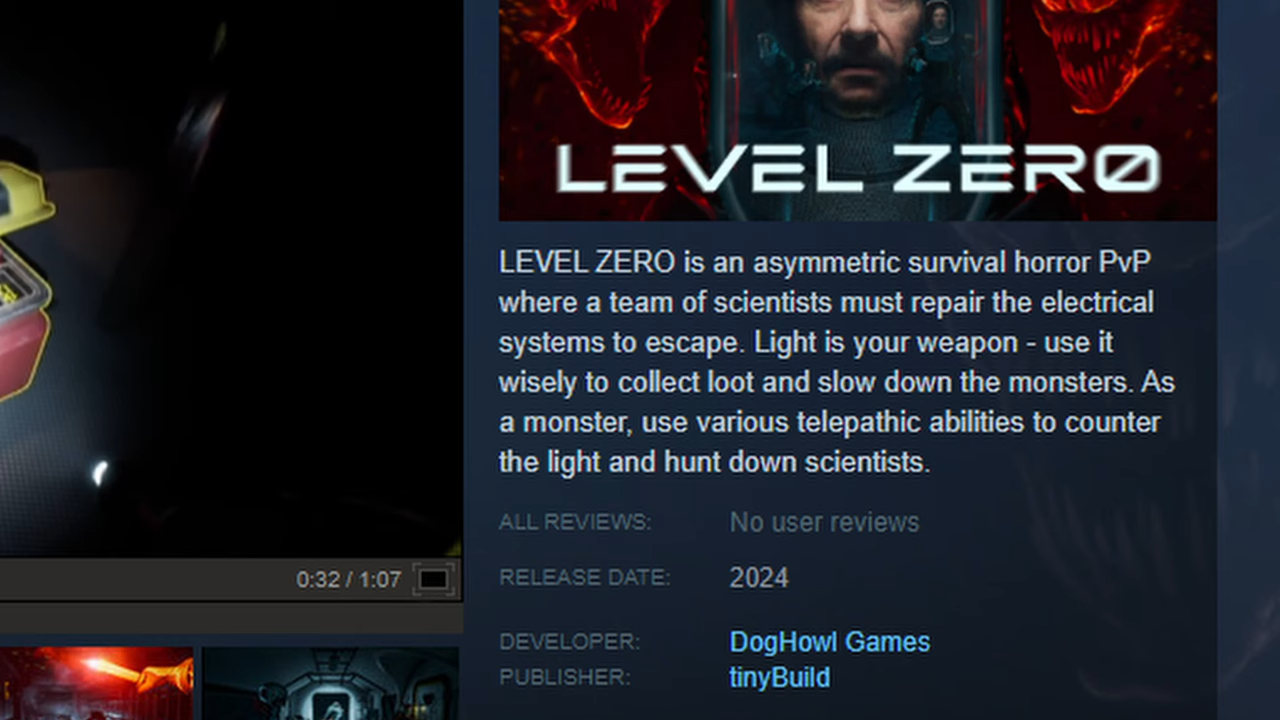 LEVEL ZERO
LEVEL ZERO is an asymmetric survival horror PvP
where a team of scientists must repair the electrical
systems to escape. Light is your weapon - use it
wisely to collect loot and slow down the monsters. As
a monster, use various telepathic abilities to counter
the light and hunt down scientists.
ALL REVIEWS: No user reviews
RELEASE DATE: 2024
DEVELOPER: DogHowl Games
PUBLISHER: tinyBuild
0:32 / 1:07